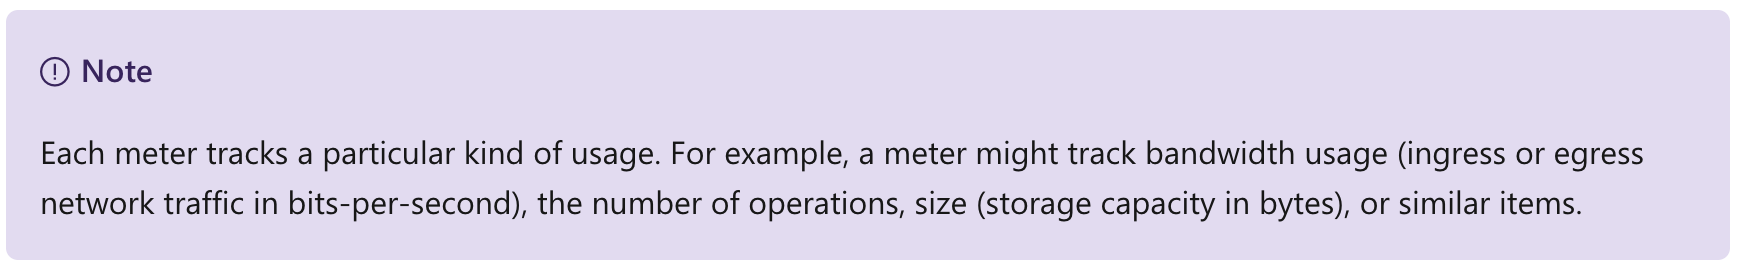 Note
Each meter tracks a particular kind of usage. For example, a meter might track bandwidth usage (ingress or egress
network traffic in bits-per-second), the number of operations, size (storage capacity in bytes), or similar items.